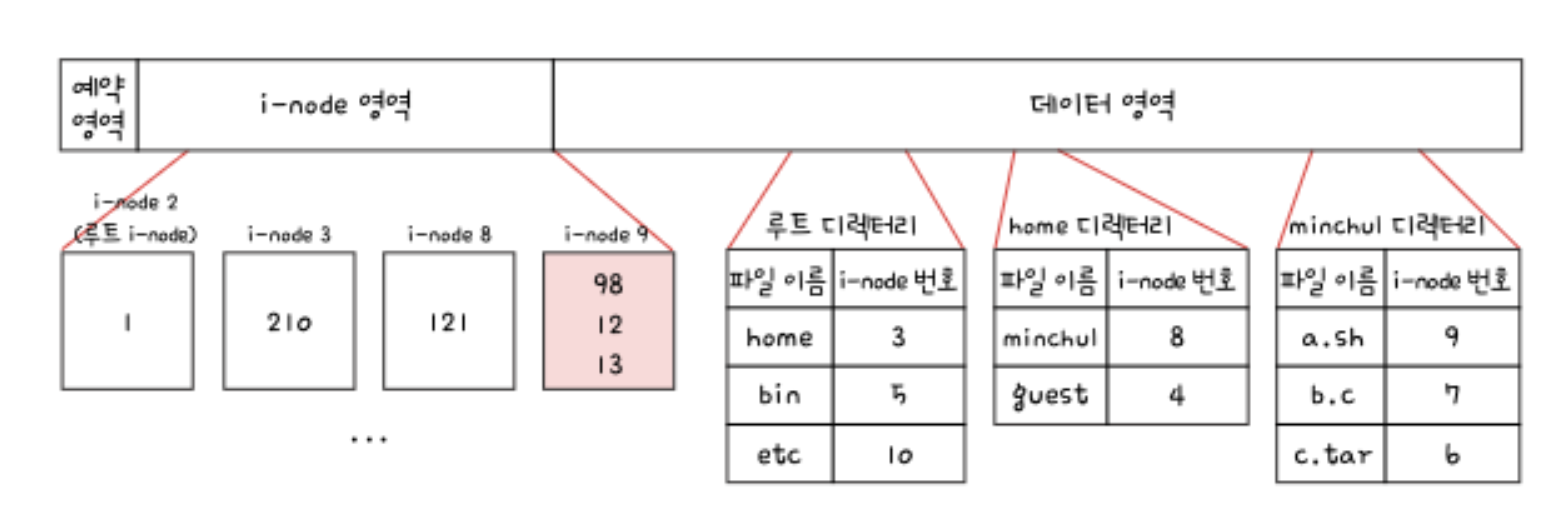 예약
영역
i-node 영역
데이터 영역
i-node 2
(루트 i-node)
i-node 3
i-node 8
i-node 9
1
210
121
98
12
13
...
루트 디렉터리
파일 이름 i-node 번호
home 3
bin 5
etc 10
home 디렉터리
파일 이름 i-node 번호
minchul 8
guest 4
minchul 디렉터리
파일 이름 i-node 번호
a.sh 9
b.c 7
c.tar 6